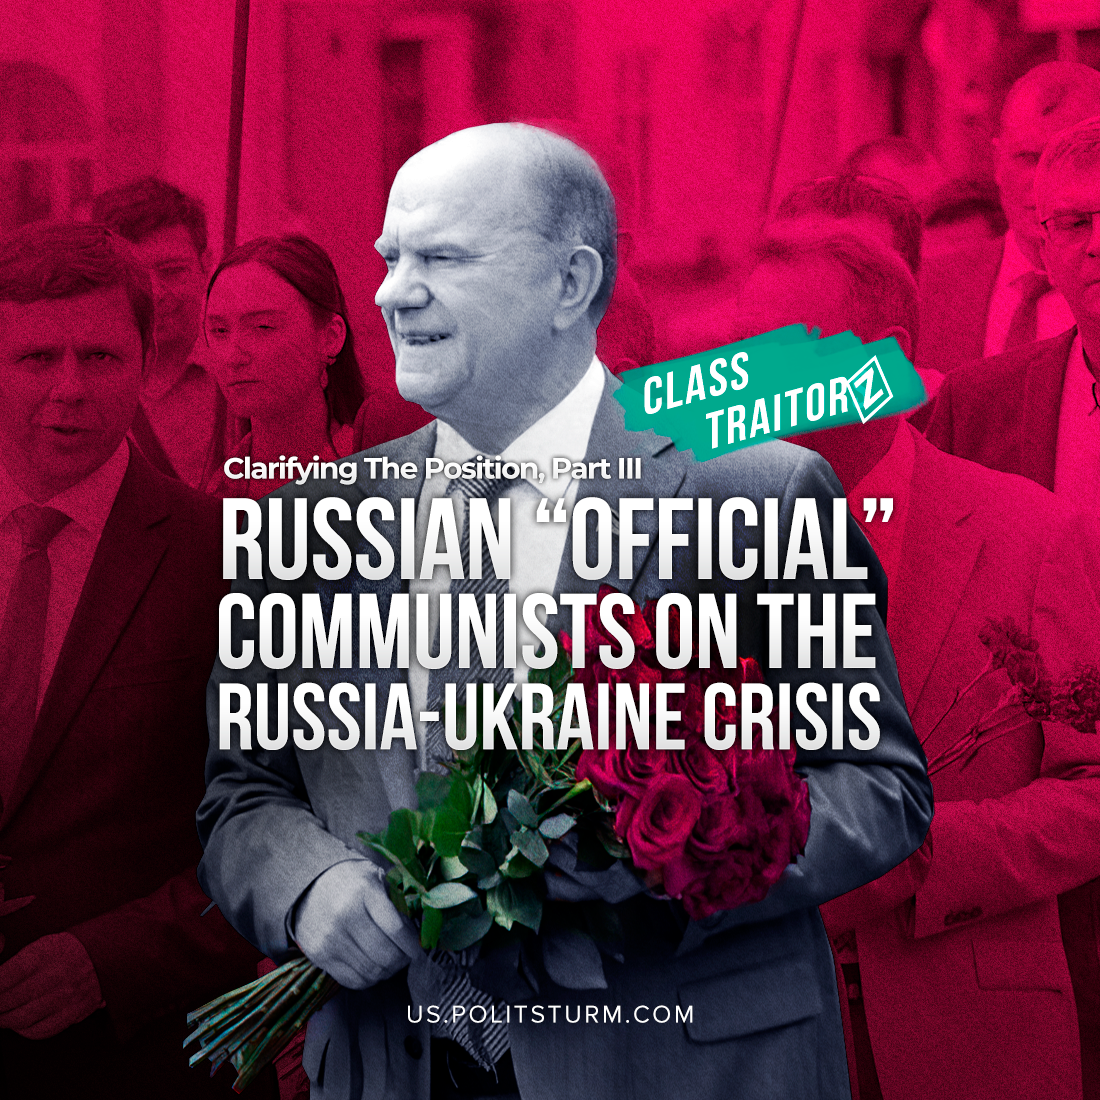 CLASS
TRAITORZ
Clarifying The Position, Part III
RUSSIAN “OFFICIAL”
COMMUNISTS ON THE
RUSSIA-UKRAINE CRISIS
US.POLITSTURM.COM